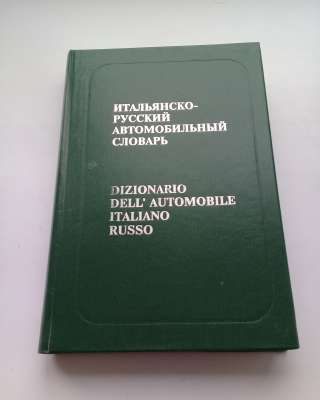 ИТАЛЬЯНСКО-
РУССКИЙ
АВТОМОБИЛЬНЫЙ
СЛОВАРЬ
DIZIONARIO
DELL' AUTOMOBILE
ITALIANO
RUSSO